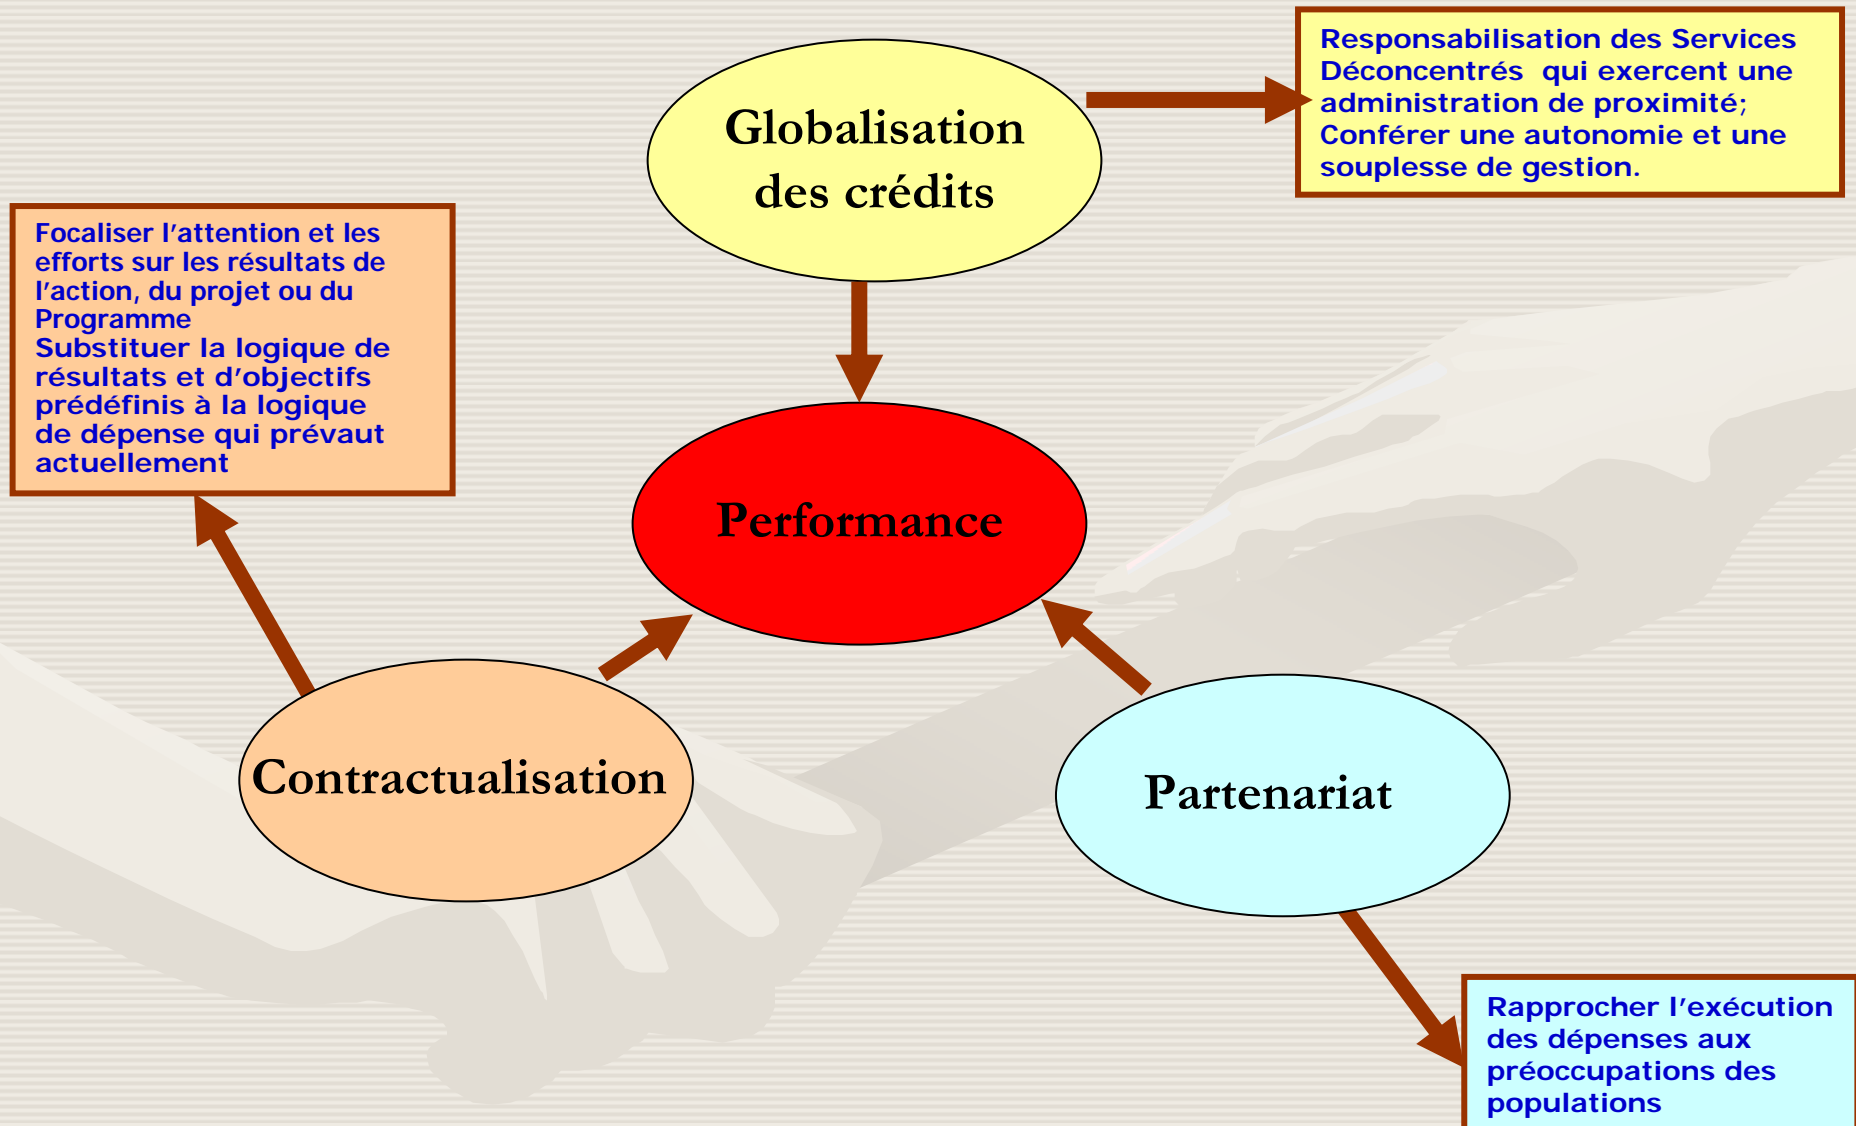 Globalisation
des crédits
Responsabilisation des Services
Déconcentrés qui exercent une
administration de proximité;
Conférer une autonomie et une
souplesse de gestion.
Focaliser l'attention et les
efforts sur les résultats de
l'action, du projet ou du
Programme
Substituer la logique de
résultats et d'objectifs
prédéfinis à la logique
de dépense qui prévaut
actuellement
Performance
Contractualisation
Partenariat
Rapprocher l'exécution
des dépenses aux
préoccupations des
populations